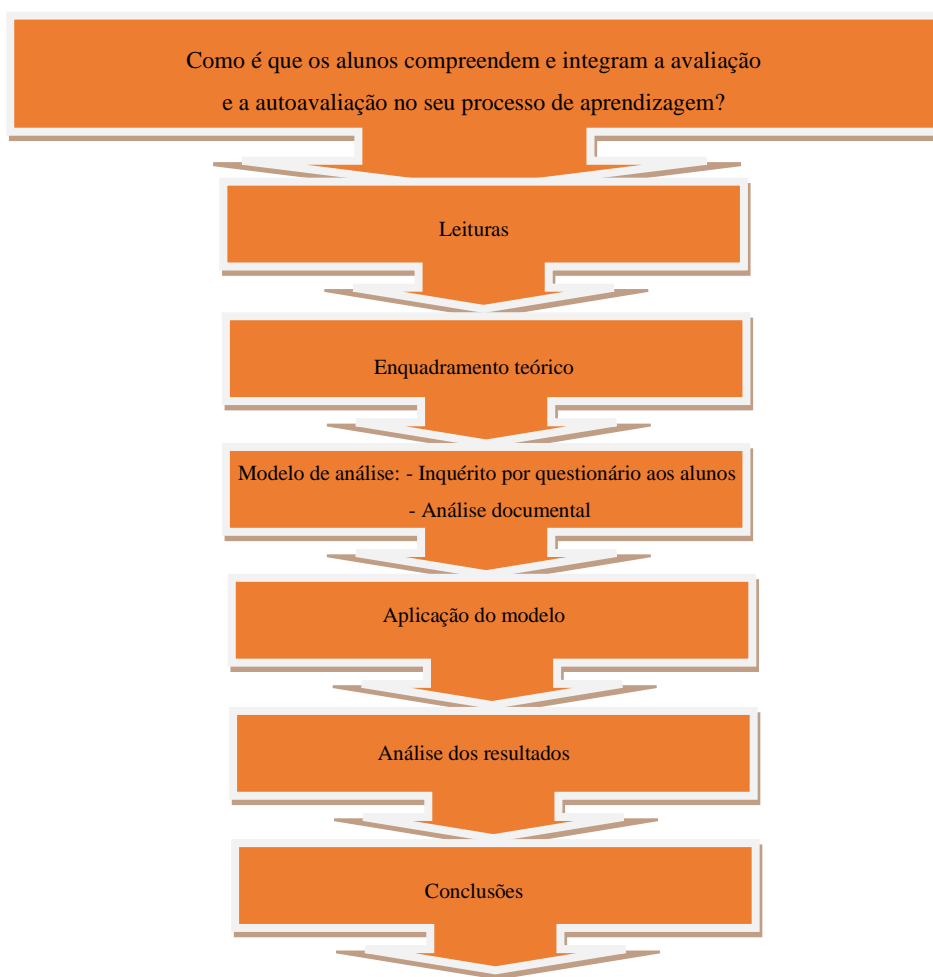 Como é que os alunos compreendem e integram a avaliação
e a autoavaliação no seu processo de aprendizagem?
Leituras
Enquadramento teórico
Modelo de análise: - Inquérito por questionário aos alunos
- Análise documental
Aplicação do modelo
Análise dos resultados
Conclusões